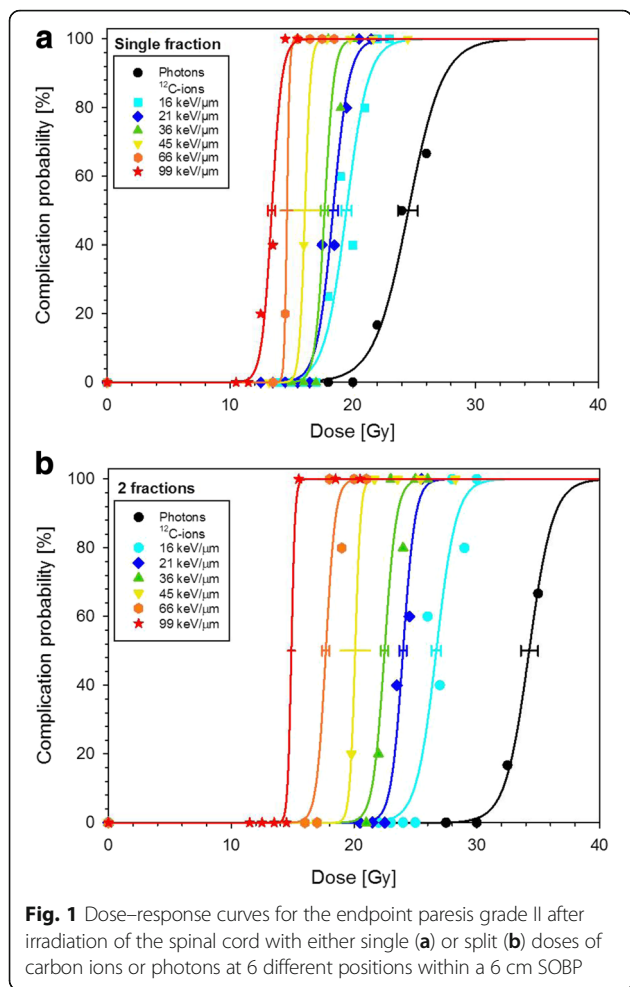 a
Complication probability [%]
100
80
60
40
20
0
Single fraction
Photons
¹²C-ions
16 keV/µm
21 keV/µm
36 keV/µm
45 keV/µm
66 keV/µm
99 keV/µm
0 10 20 30 40
Dose [Gy]
b
Complication probability [%]
100
80
60
40
20
0
2 fractions
Photons
¹²C-ions
16 keV/µm
21 keV/µm
36 keV/µm
45 keV/µm
66 keV/µm
99 keV/µm
0 10 20 30 40
Dose [Gy]
Fig. 1 Dose–response curves for the endpoint paresis grade II after
irradiation of the spinal cord with either single (a) or split (b) doses of
carbon ions or photons at 6 different positions within a 6 cm SOBP